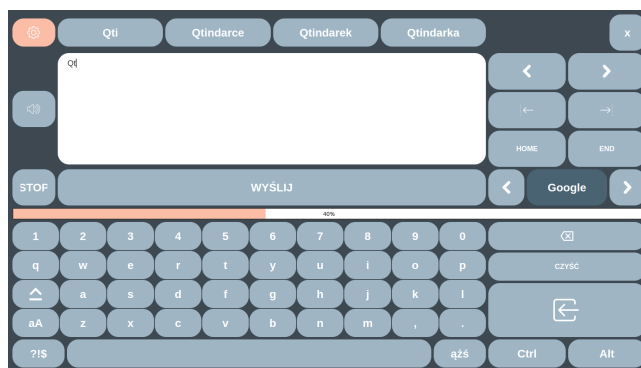 Qti Qtindarce Qtindarek Qtindarka x
Qt
HOME END
STOP WYŚLIJ Google
40%
1 2 3 4 5 6 7 8 9 0
q w e r t y u i o p CZYŚĆ
a s d f g h j k l
aA z x c v b n m , .
?!$ ąźś Ctrl Alt